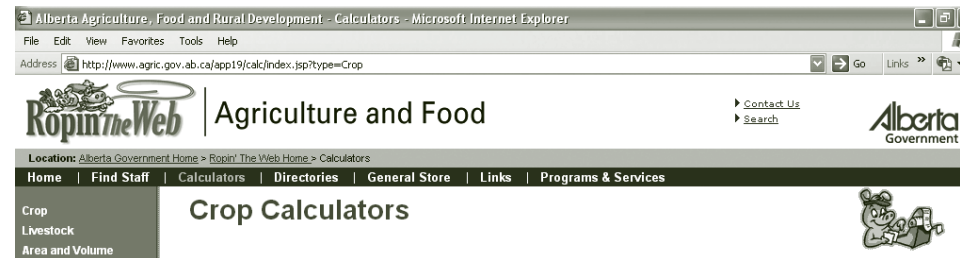 Alberta Agriculture, Food and Rural Development - Calculators - Microsoft Internet Explorer
File Edit View Favorites Tools Help
Address http://www.agric.gov.ab.ca/app19/calc/index.jsp?type=Crop Go Links »
Ropin' The Web
Agriculture and Food
Contact Us
Search
Alberta
Government
Location: Alberta Government Home > Ropin' The Web Home > Calculators
Home | Find Staff | Calculators | Directories | General Store | Links | Programs & Services
Crop
Livestock
Area and Volume
Crop Calculators